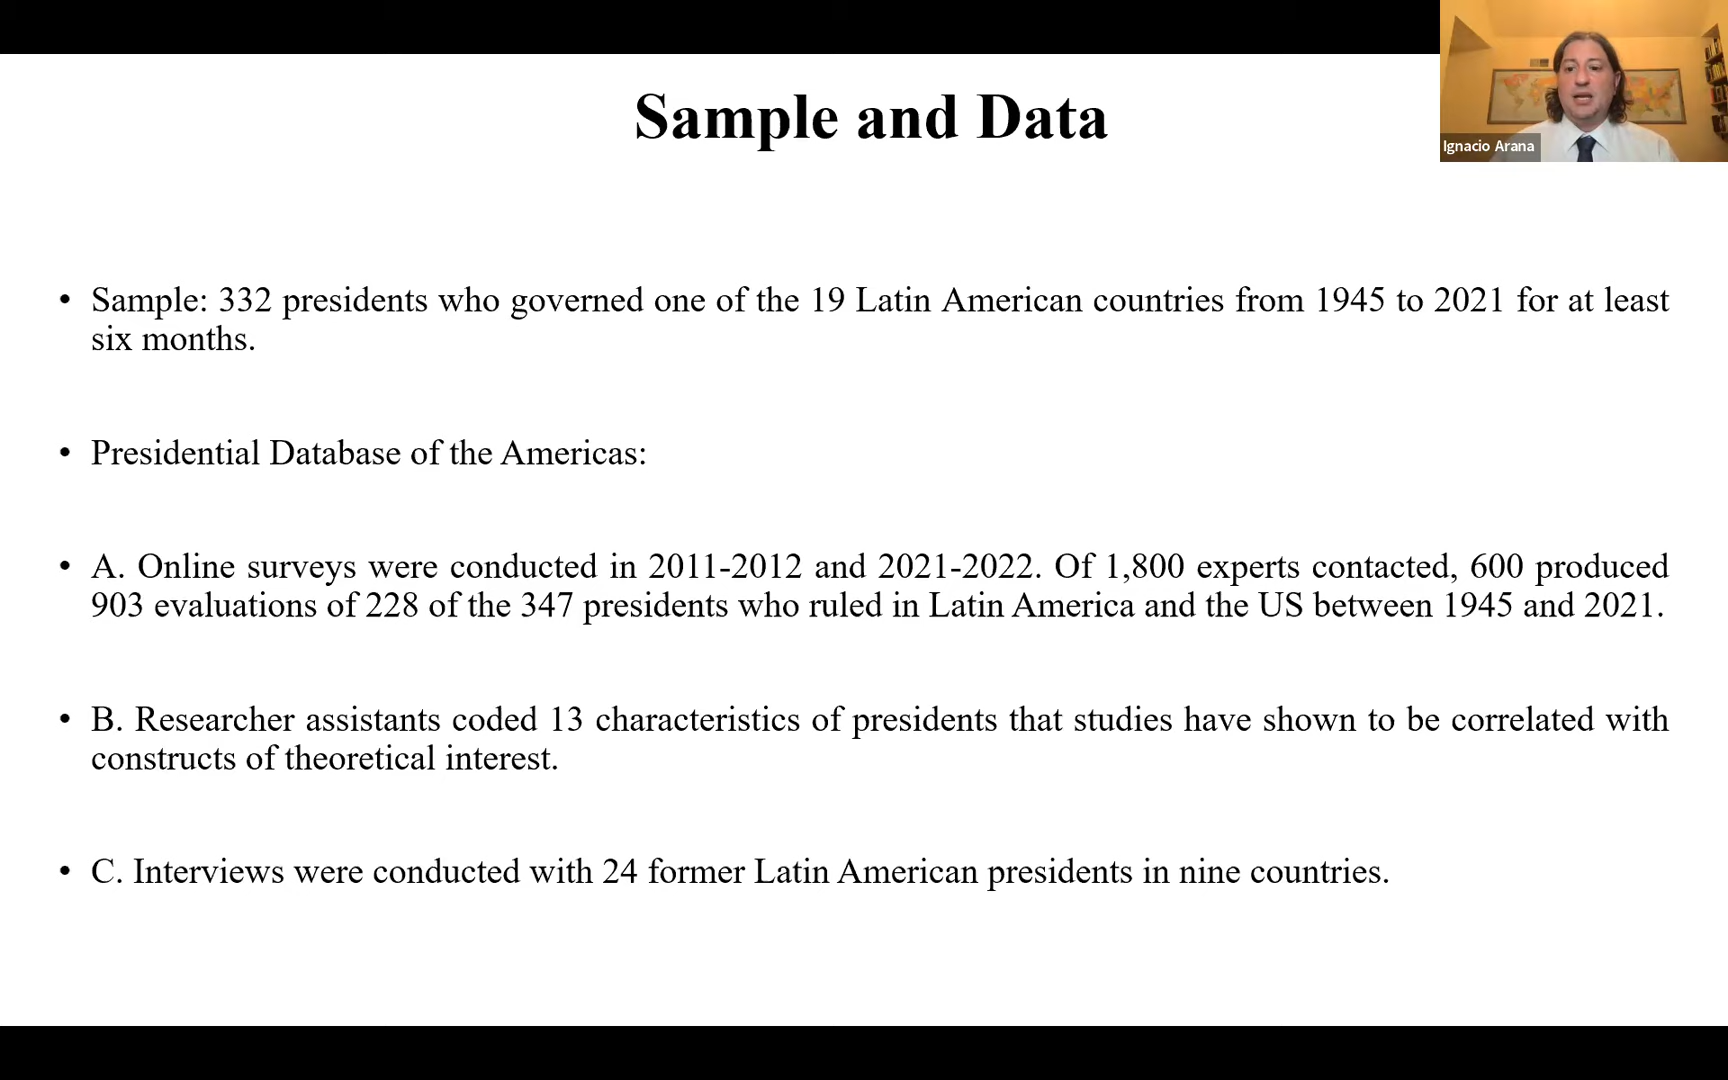 Sample and Data
Ignacio Arana
• Sample: 332 presidents who governed one of the 19 Latin American countries from 1945 to 2021 for at least
six months.
• Presidential Database of the Americas:
• A. Online surveys were conducted in 2011-2012 and 2021-2022. Of 1,800 experts contacted, 600 produced
903 evaluations of 228 of the 347 presidents who ruled in Latin America and the US between 1945 and 2021.
• B. Researcher assistants coded 13 characteristics of presidents that studies have shown to be correlated with
constructs of theoretical interest.
• C. Interviews were conducted with 24 former Latin American presidents in nine countries.